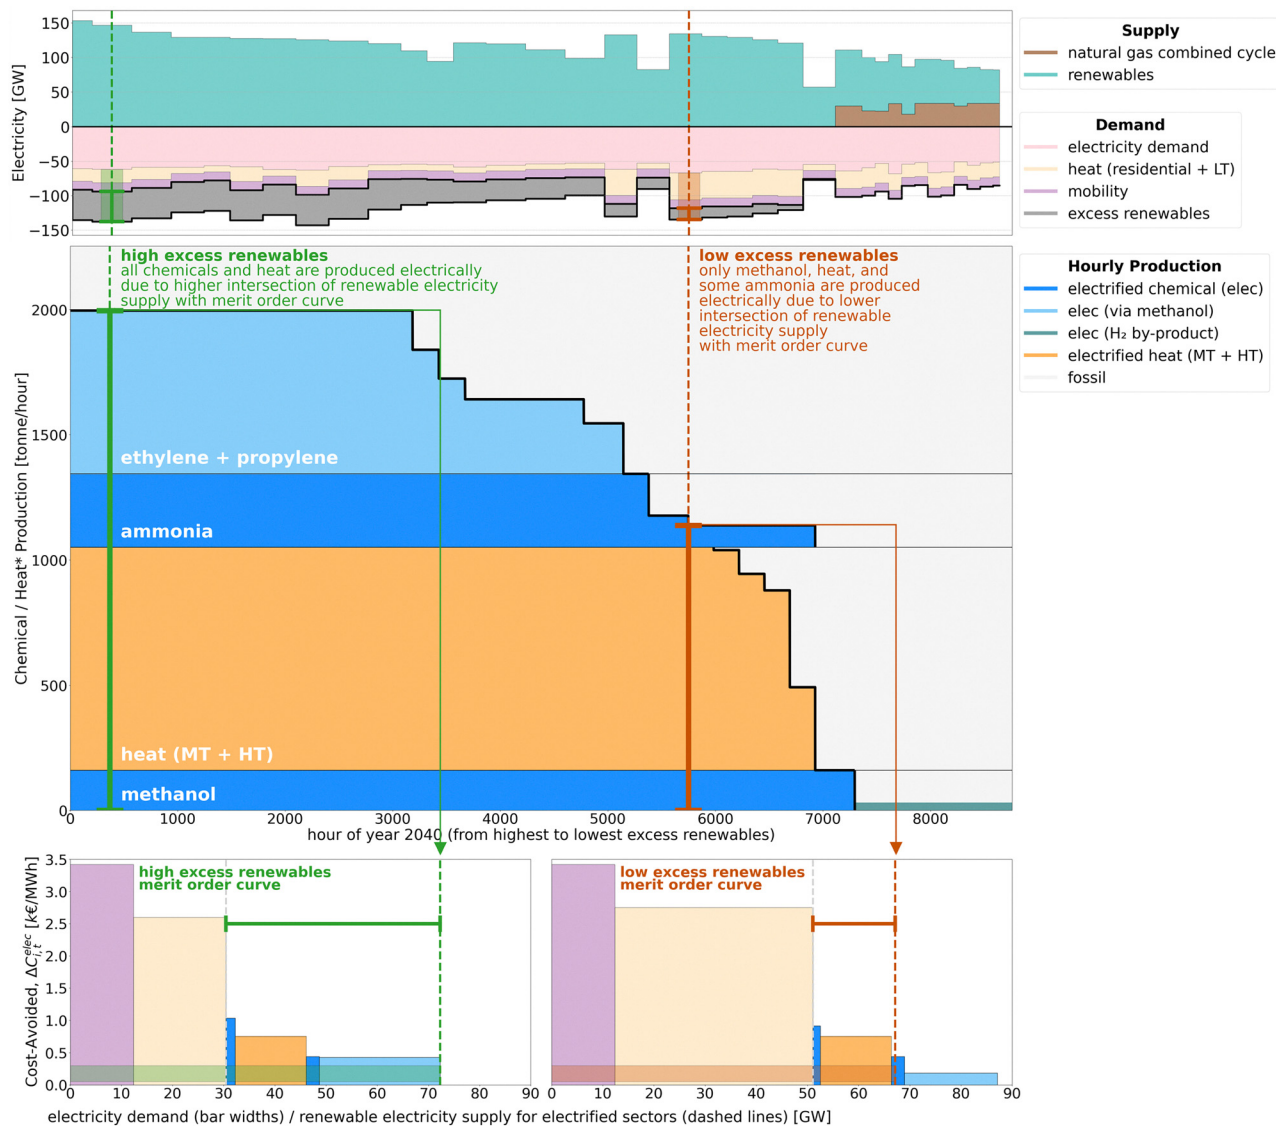 Electricity [GW]
150
100
50
0
−50
−100
−150
Supply
natural gas combined cycle
renewables
Demand
electricity demand
heat (residential + LT)
mobility
excess renewables
Hourly Production
electrified chemical (elec)
elec (via methanol)
elec (H₂ by-product)
electrified heat (MT + HT)
fossil
high excess renewables
all chemicals and heat are produced electrically
due to higher intersection of renewable electricity
supply with merit order curve
low excess renewables
only methanol, heat, and
some ammonia are produced
electrically due to lower
intersection of renewable
electricity supply
with merit order curve
Chemical / Heat* Production [tonne/hour]
2000
1500
1000
500
0
ethylene + propylene
ammonia
heat (MT + HT)
methanol
0 1000 2000 3000 4000 5000 6000 7000 8000
hour of year 2040 (from highest to lowest excess renewables)
Cost-Avoided, ΔC_{i,t}^{elec} [k€/MWh]
3.5
3.0
2.5
2.0
1.5
1.0
0.5
0.0
high excess renewables
merit order curve
0 10 20 30 40 50 60 70 80 90
low excess renewables
merit order curve
0 10 20 30 40 50 60 70 80 90
electricity demand (bar widths) / renewable electricity supply for electrified sectors (dashed lines) [GW]